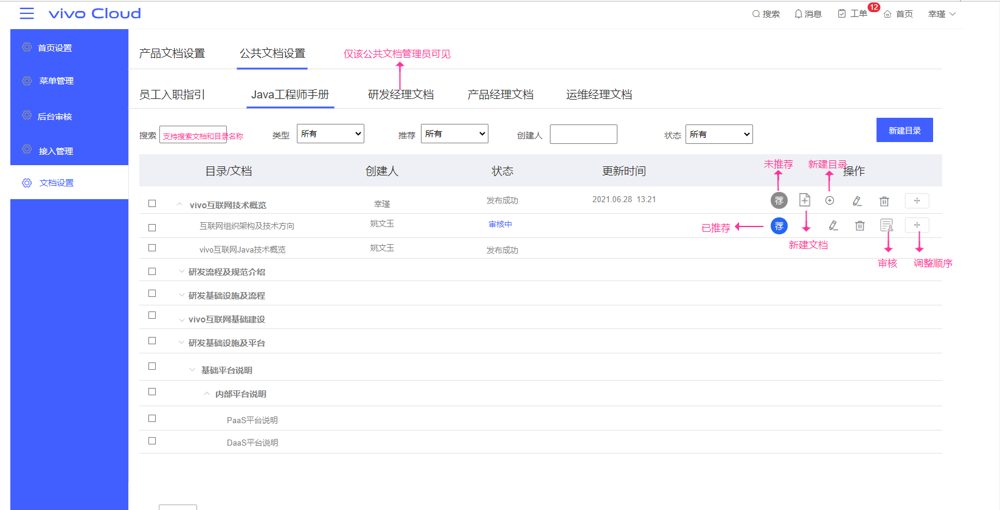 vivo Cloud
搜索 消息 工单 12 首页 幸瑾
首页设置
菜单管理
后台审核
接入管理
文档设置
产品文档设置 公共文档设置 仅该公共文档管理员可见
员工入职指引 Java工程师手册 研发经理文档 产品经理文档 运维经理文档
搜索 支持搜索文档和目录名称 类型 所有 推荐 所有 创建人 状态 所有 新建目录
目录/文档 创建人 状态 更新时间 操作
未推荐 新建目录
vivo互联网技术概览 幸瑾 发布成功 2021.06.28 13:21 荐
互联网组织架构及技术方向 姚文玉 审核中 已推荐 荐
新建文档
vivo互联网Java技术概览 姚文玉 发布成功
审核 调整顺序
研发流程及规范介绍
研发基础设施及流程
vivo互联网基础建设
研发基础设施及平台
基础平台说明
内部平台说明
PaaS平台说明
DaaS平台说明